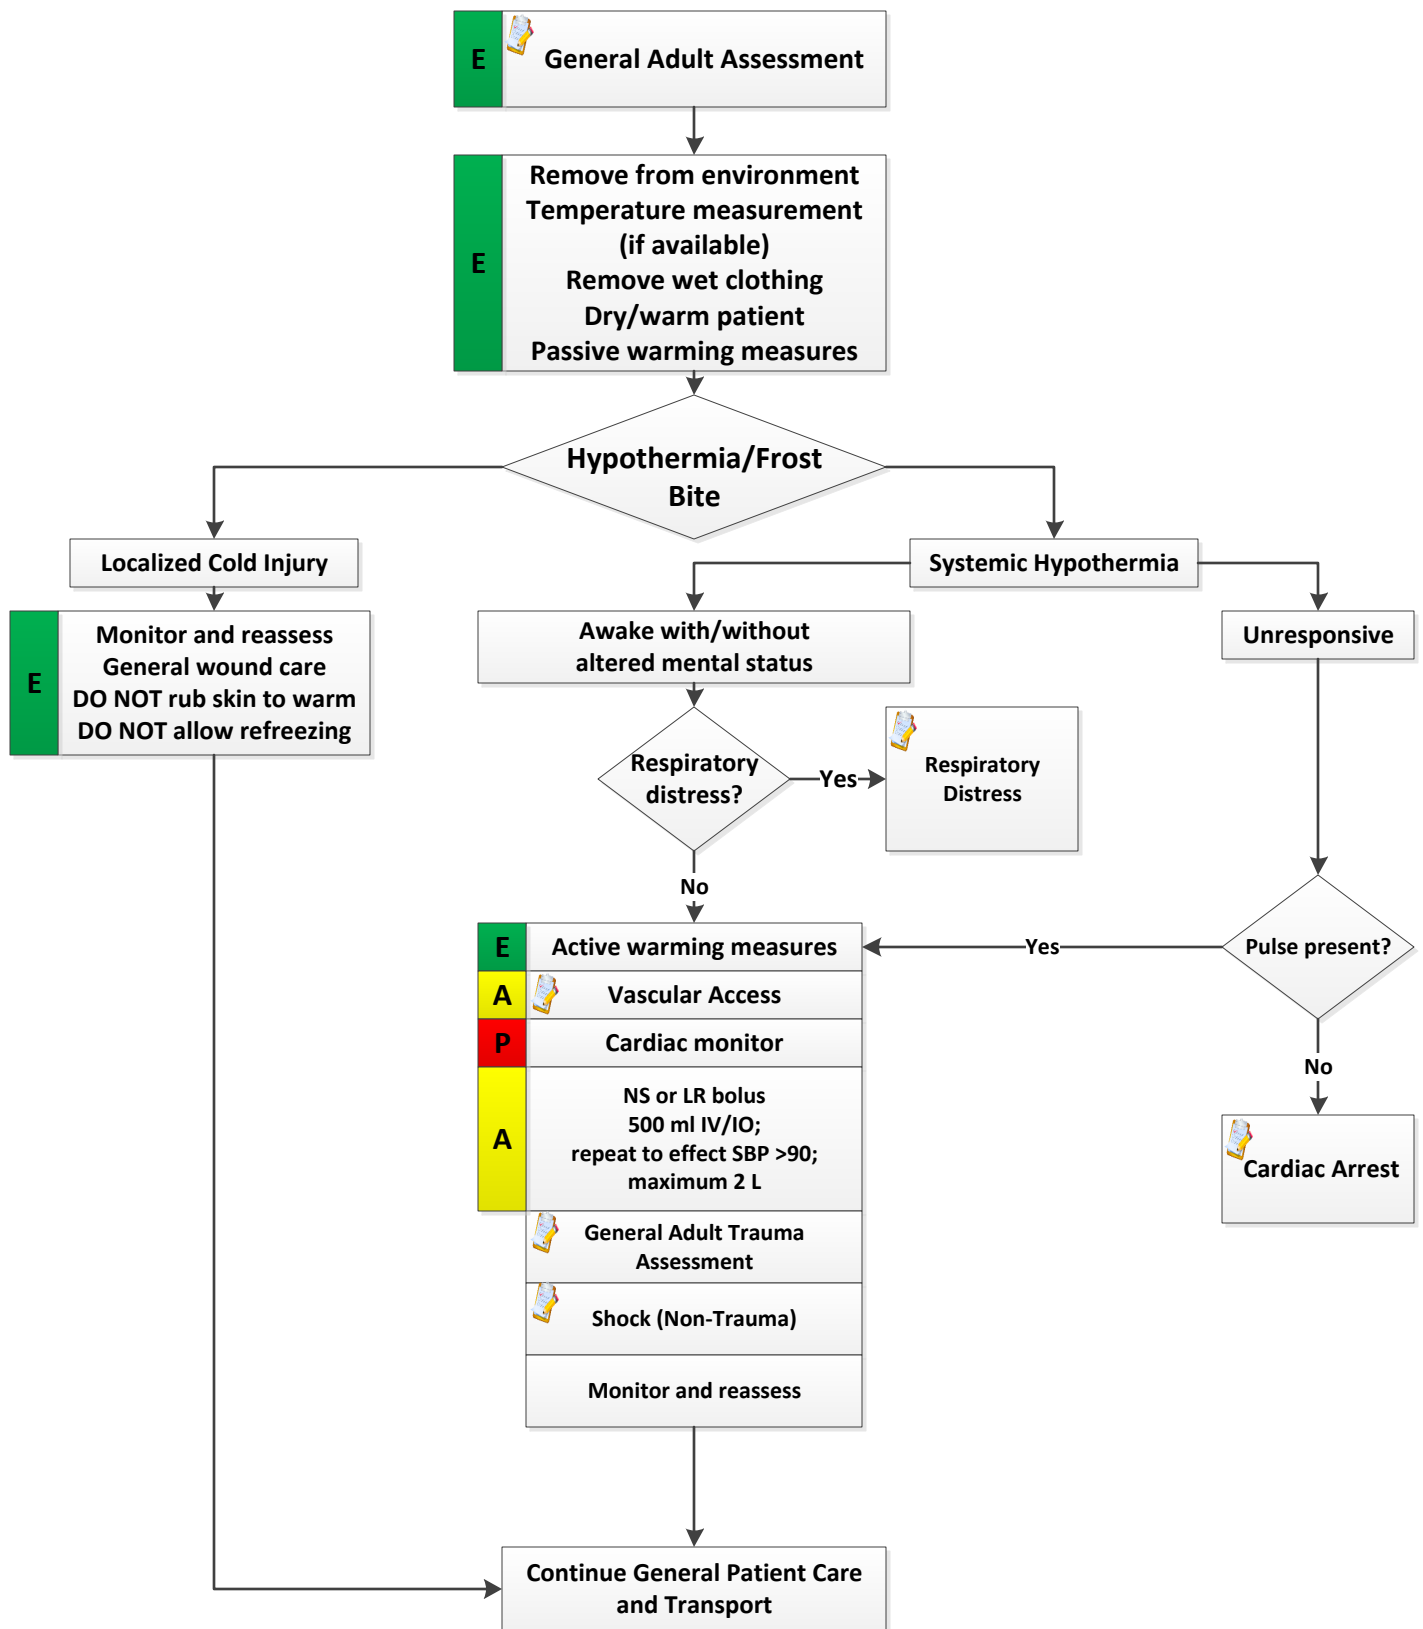 E
General Adult Assessment
E
Remove from environment
Temperature measurement
(if available)
Remove wet clothing
Dry/warm patient
Passive warming measures
Hypothermia/Frost
Bite
Localized Cold Injury
Systemic Hypothermia
E
Monitor and reassess
General wound care
DO NOT rub skin to warm
DO NOT allow refreezing
Awake with/without
altered mental status
Unresponsive
Respiratory
distress?
Yes
Respiratory
Distress
No
E
Active warming measures
Yes
Pulse present?
A
Vascular Access
P
Cardiac monitor
No
A
NS or LR bolus
500 ml IV/IO;
repeat to effect SBP >90;
maximum 2 L
Cardiac Arrest
General Adult Trauma
Assessment
Shock (Non-Trauma)
Monitor and reassess
Continue General Patient Care
and Transport